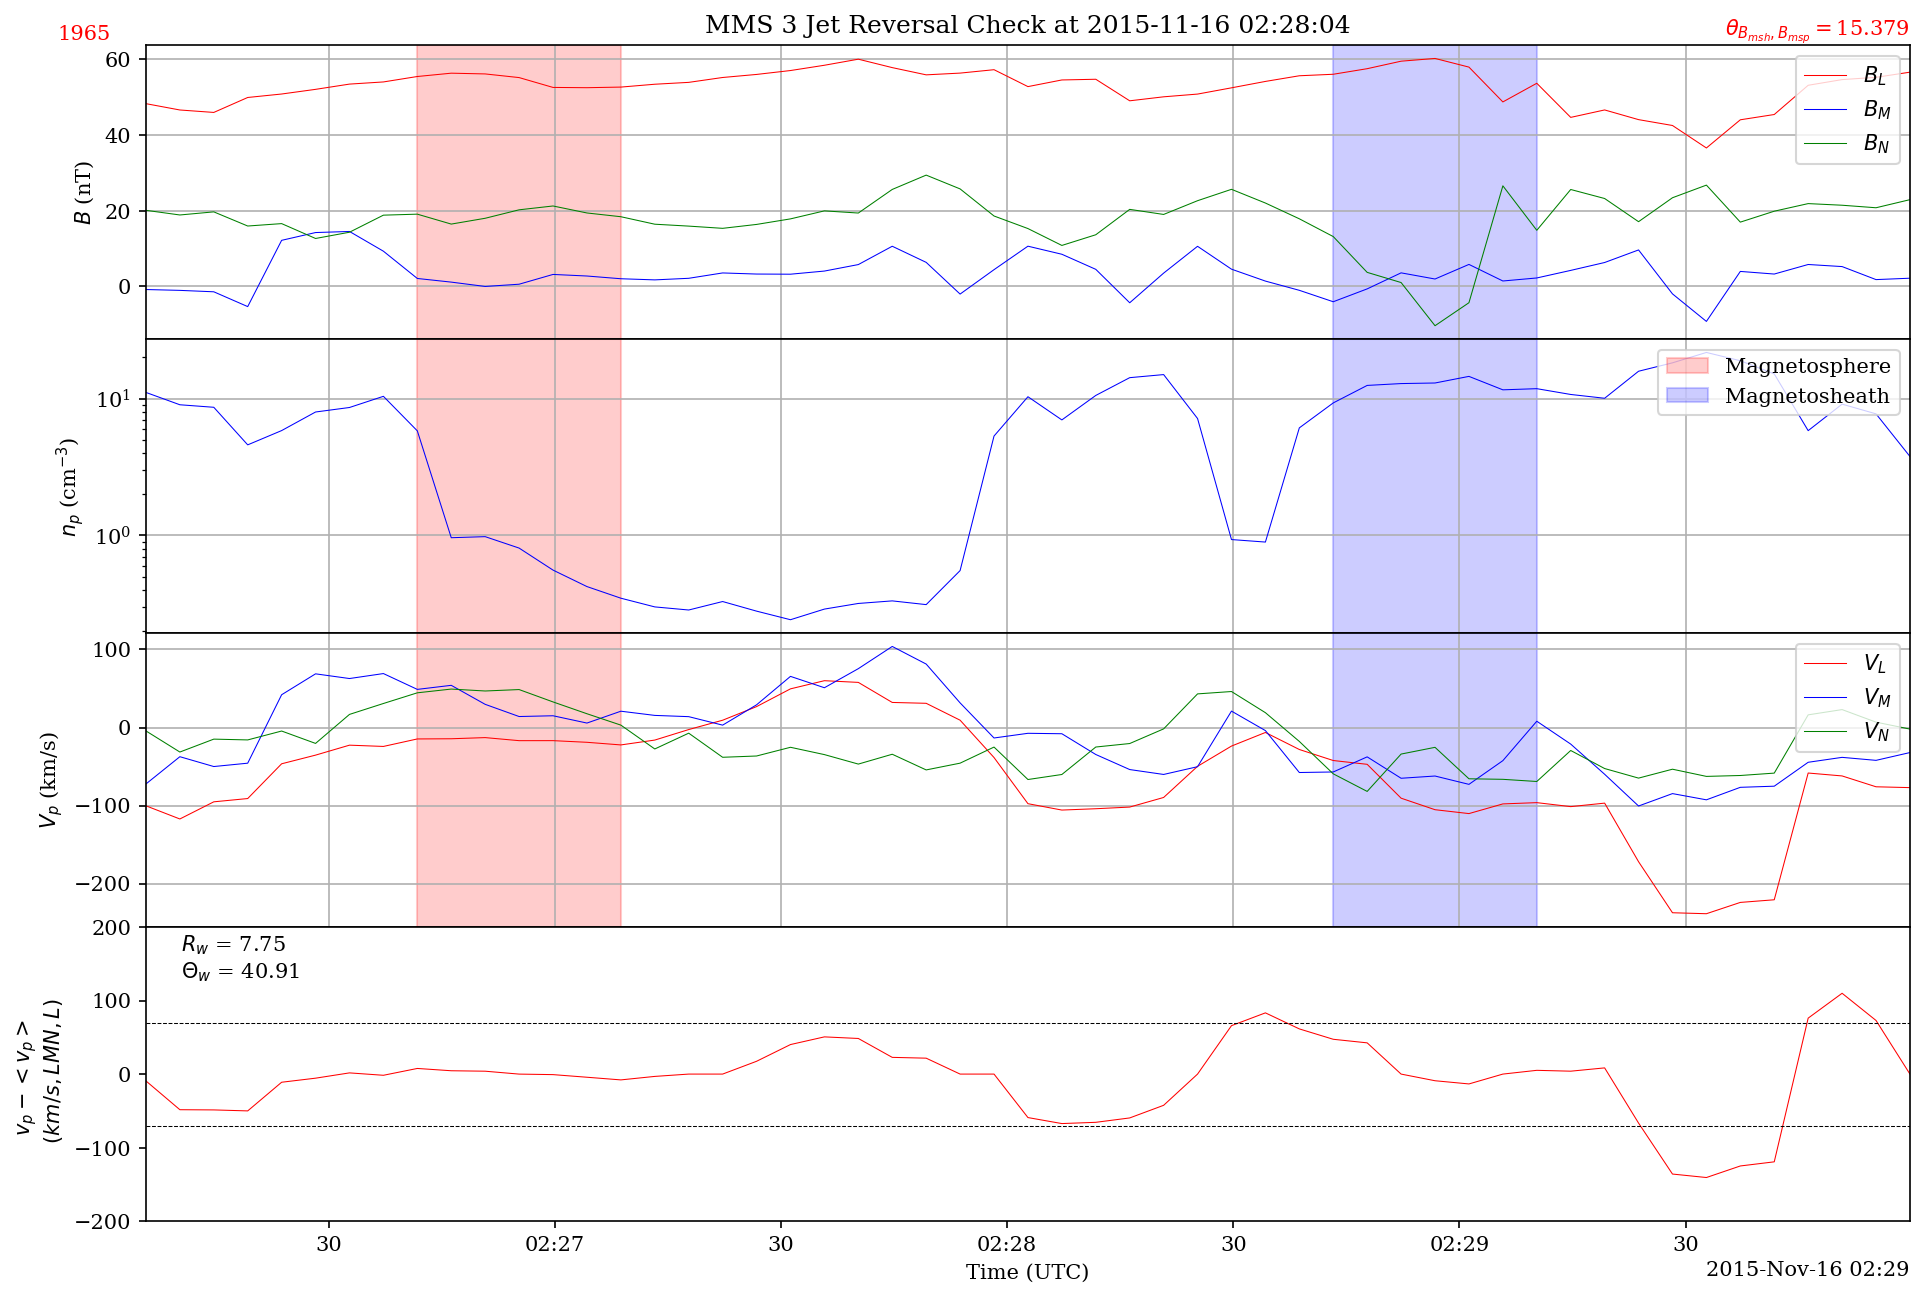 1965
MMS 3 Jet Reversal Check at 2015-11-16 02:28:04
θ_{B_{msh}, B_{msp}} = 15.379
60
40
20
0
B (nT)
B_L
B_M
B_N
10^1
10^0
n_p (cm^{-3})
Magnetosphere
Magnetosheath
100
0
−100
−200
V_p (km/s)
V_L
V_M
V_N
200
100
0
−100
−200
v_p − < v_p >
(km/s, LMN, L)
R_w = 7.75
Θ_w = 40.91
30
02:27
30
02:28
30
02:29
30
Time (UTC)
2015-Nov-16 02:29